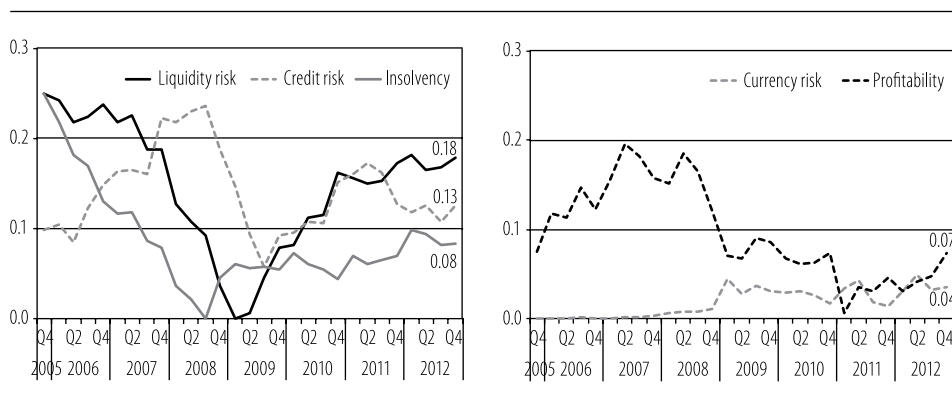 0.3
Liquidity risk Credit risk Insolvency
0.2
0.18
0.13
0.1
0.08
0.0
Q4 Q2 Q4 Q2 Q4 Q2 Q4 Q2 Q4 Q2 Q4 Q2 Q4 Q2 Q4
2005 2006 2007 2008 2009 2010 2011 2012
0.3
Currency risk Profitability
0.2
0.1
0.07
0.04
0.0
Q4 Q2 Q4 Q2 Q4 Q2 Q4 Q2 Q4 Q2 Q4 Q2 Q4 Q2 Q4
2005 2006 2007 2008 2009 2010 2011 2012